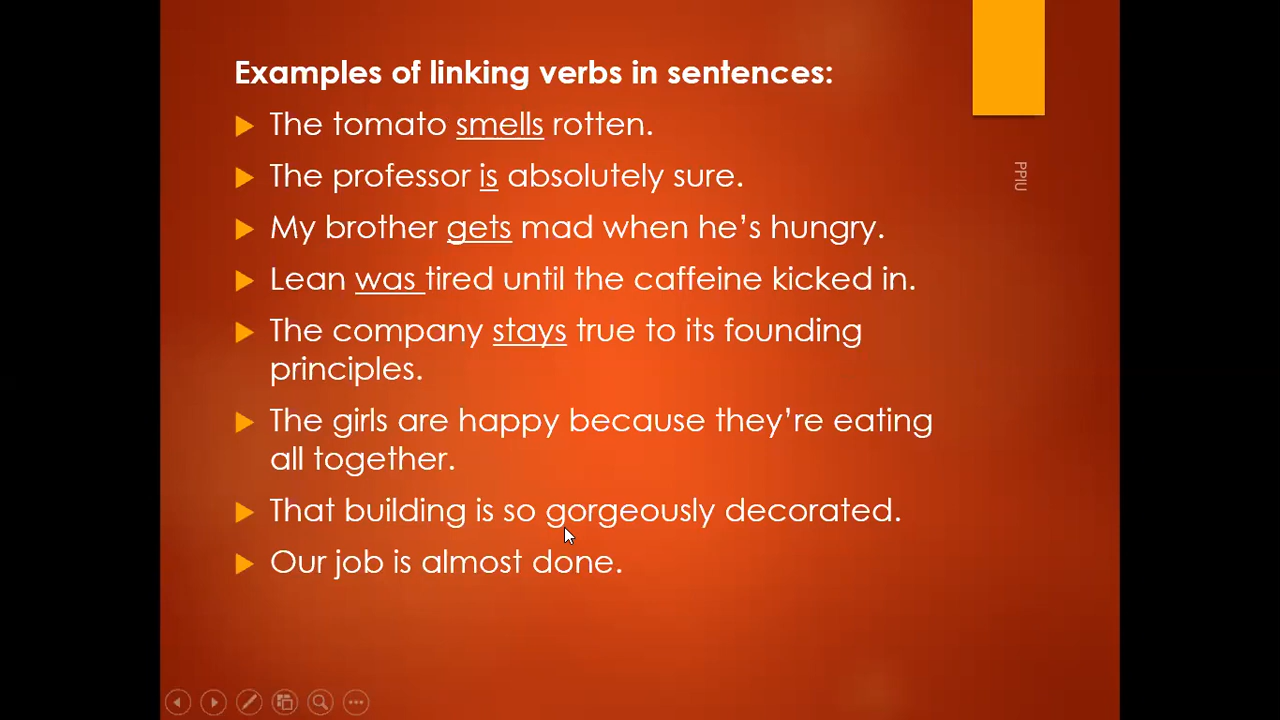 Examples of linking verbs in sentences:
The tomato smells rotten.
The professor is absolutely sure.
My brother gets mad when he’s hungry.
Lean was tired until the caffeine kicked in.
The company stays true to its founding
principles.
The girls are happy because they’re eating
all together.
That building is so gorgeously decorated.
Our job is almost done.
PPIU